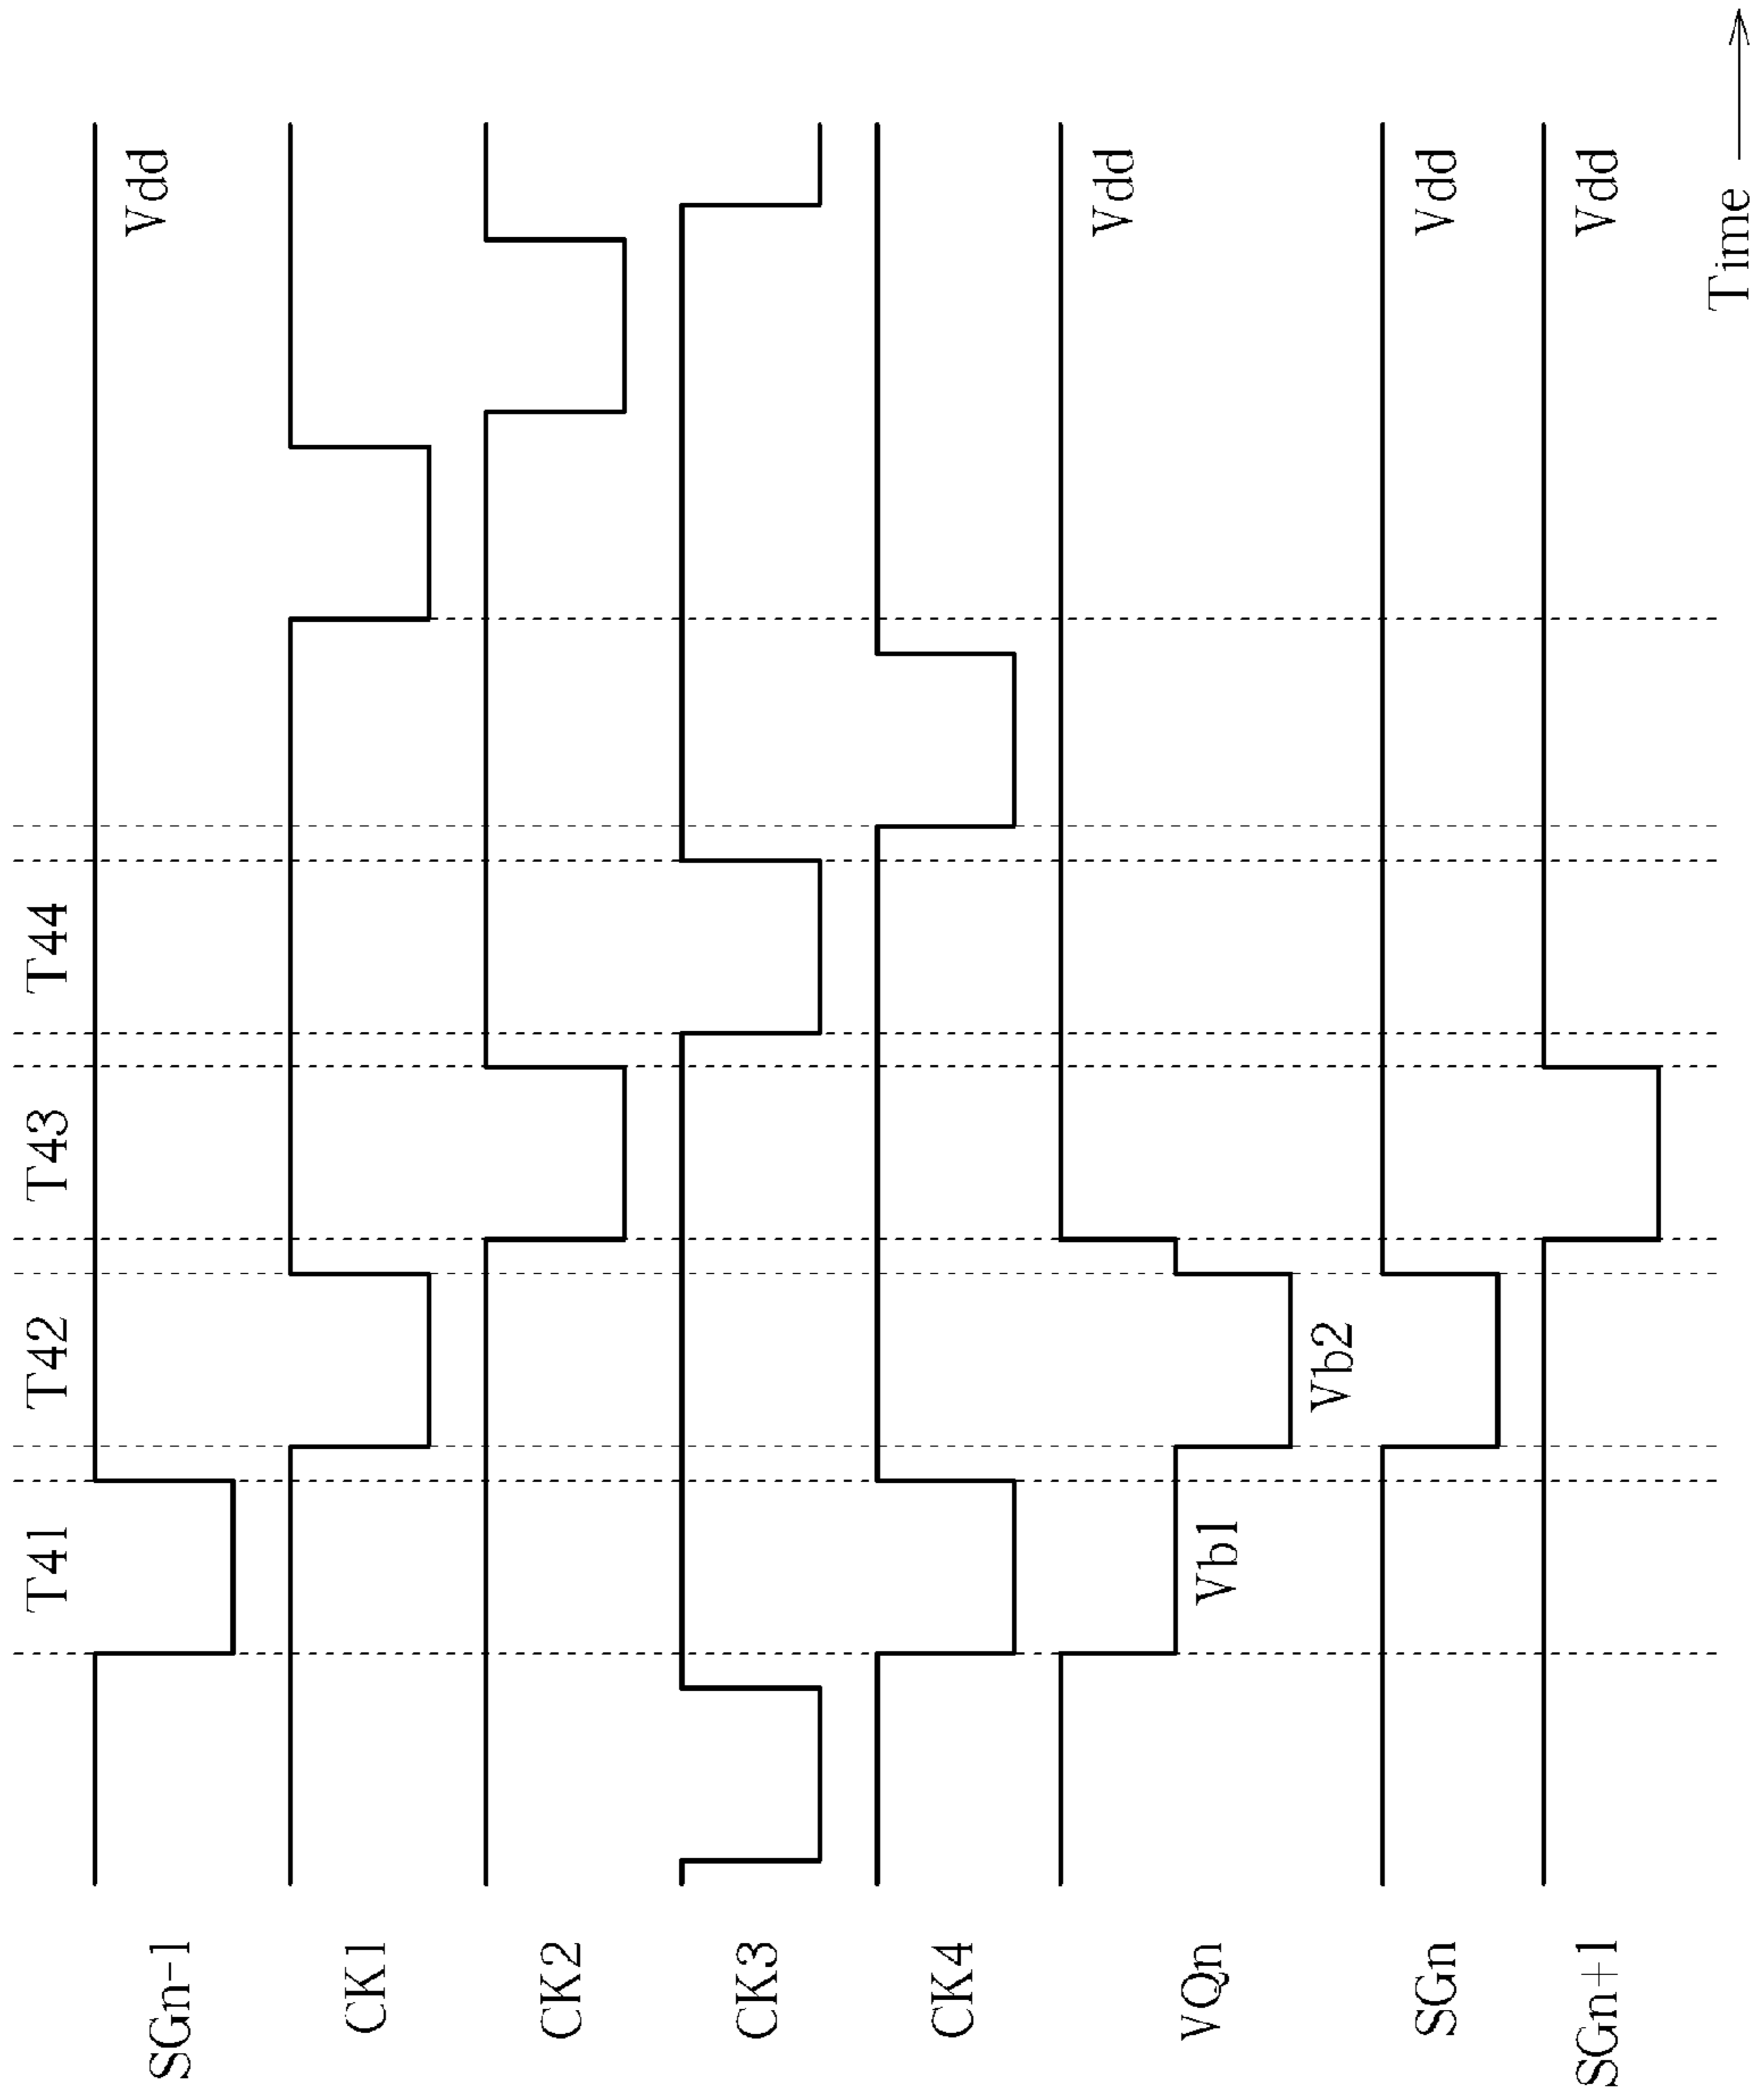 T41 T42 T43 T44
SGn-1 Vdd
CK1
CK2
CK3
CK4
VQn Vb1 Vb2 Vdd
SGn Vdd
SGn+1 Vdd
Time